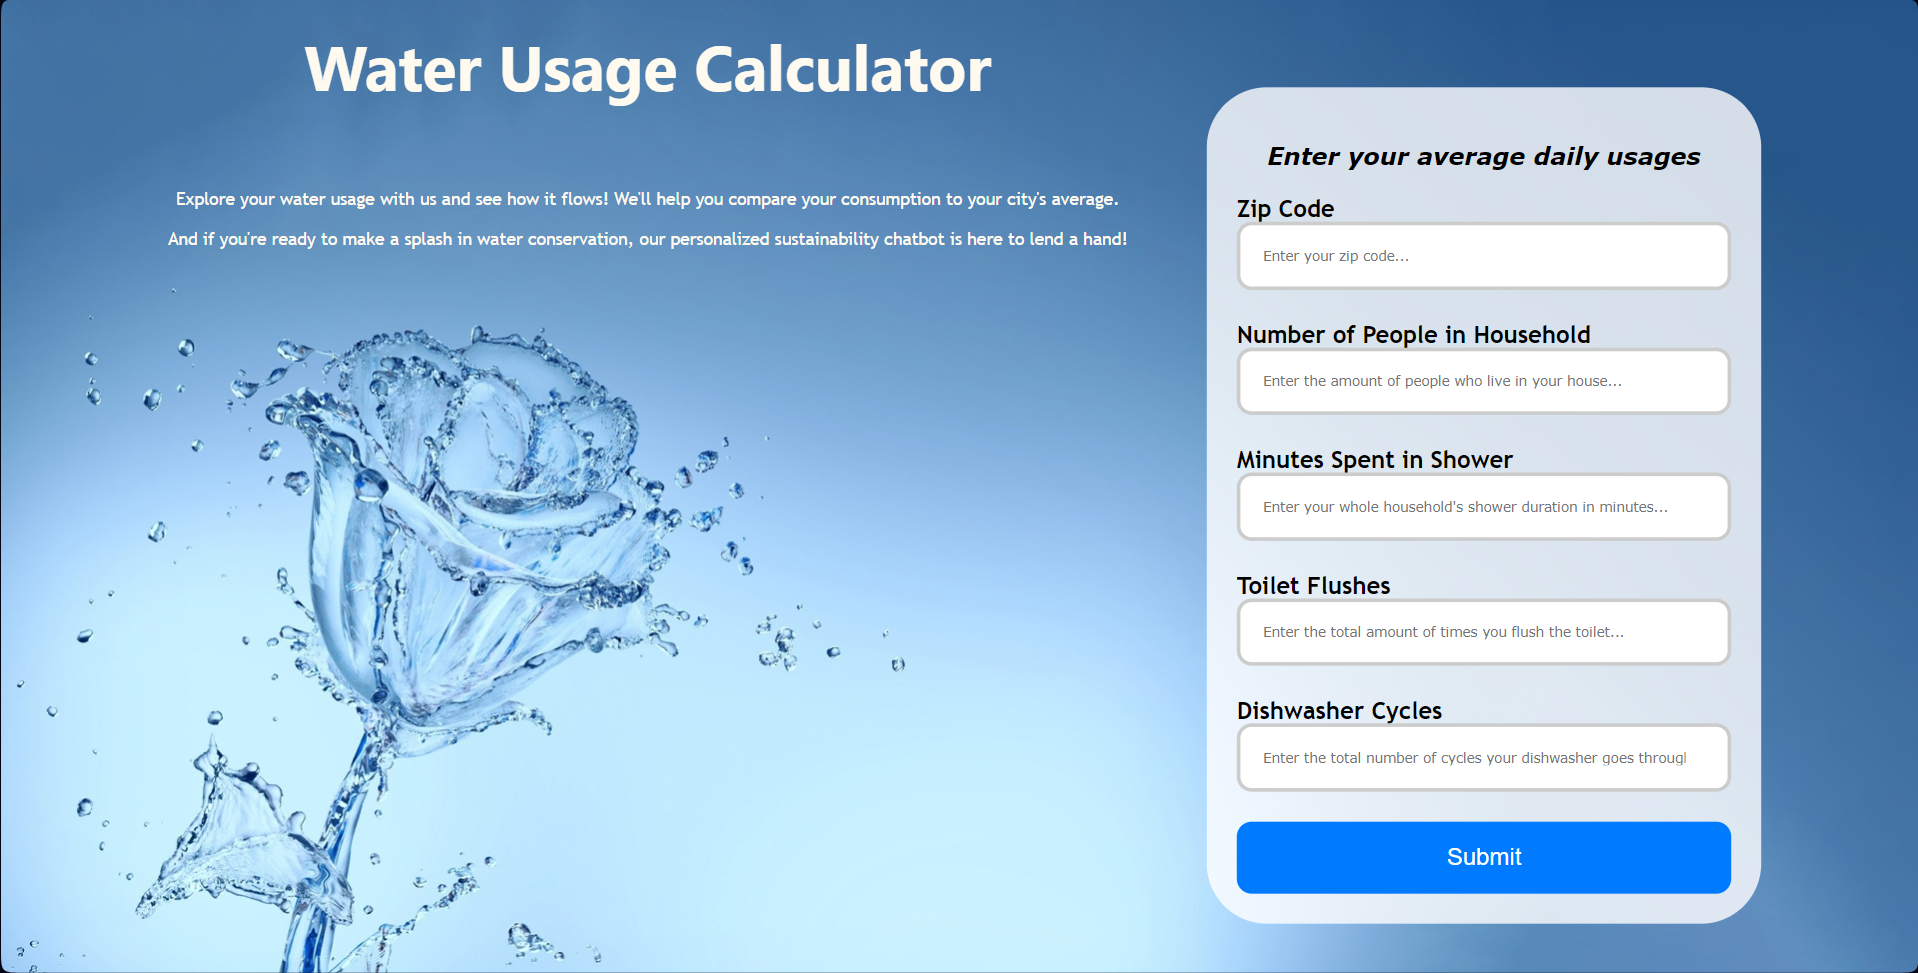 Water Usage Calculator
Explore your water usage with us and see how it flows! We'll help you compare your consumption to your city's average.
And if you're ready to make a splash in water conservation, our personalized sustainability chatbot is here to lend a hand!
Enter your average daily usages
Zip Code
Enter your zip code...
Number of People in Household
Enter the amount of people who live in your house...
Minutes Spent in Shower
Enter your whole household's shower duration in minutes...
Toilet Flushes
Enter the total amount of times you flush the toilet...
Dishwasher Cycles
Enter the total number of cycles your dishwasher goes through
Submit